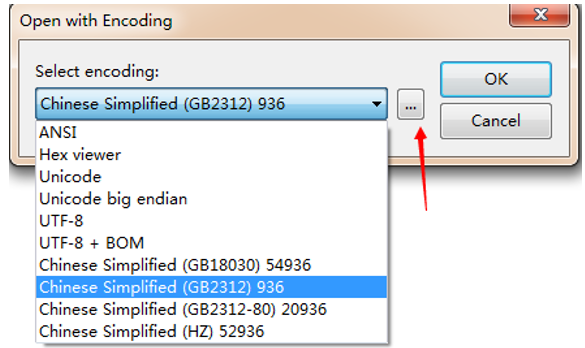 Open with Encoding
Select encoding:
Chinese Simplified (GB2312) 936
...
OK
Cancel
ANSI
Hex viewer
Unicode
Unicode big endian
UTF-8
UTF-8 + BOM
Chinese Simplified (GB18030) 54936
Chinese Simplified (GB2312) 936
Chinese Simplified (GB2312-80) 20936
Chinese Simplified (HZ) 52936